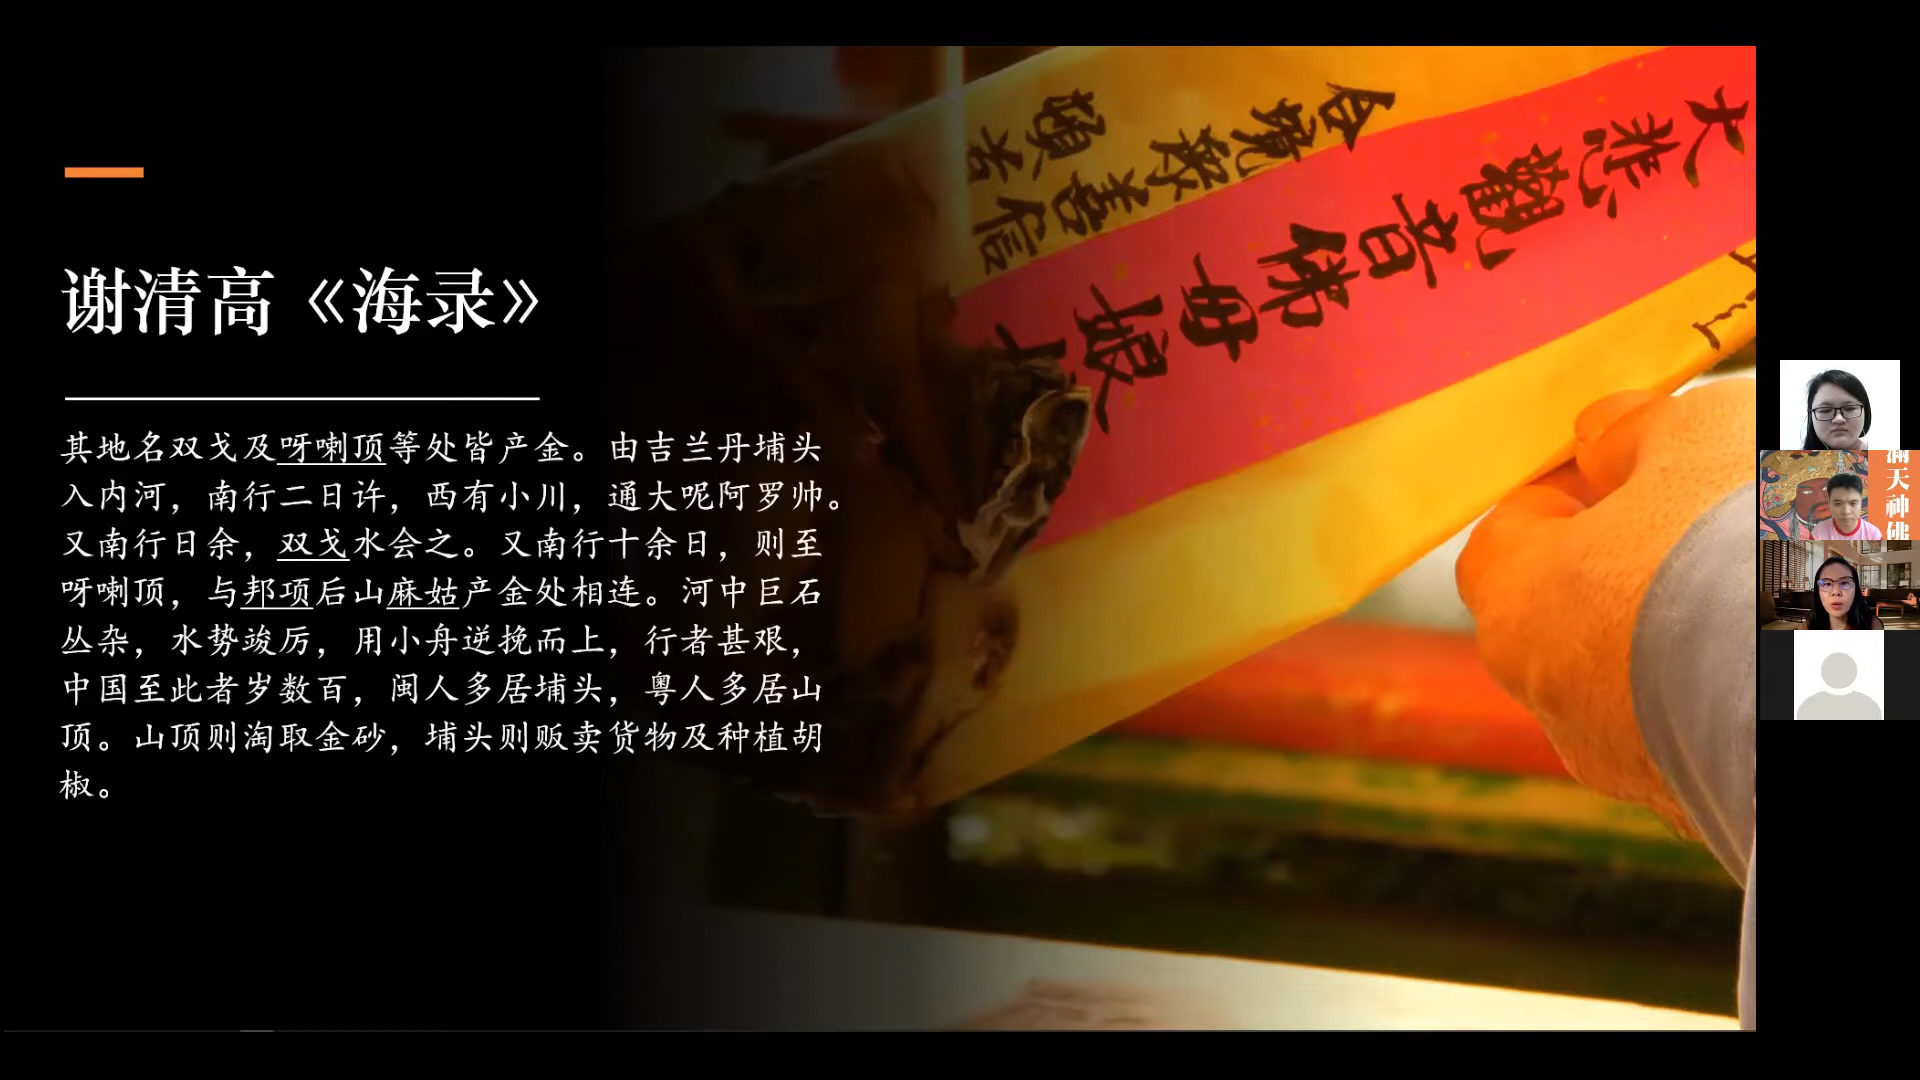 谢清高《海录》
其地名双戈及呀喇顶等处皆产金。由吉兰丹埔头
入内河，南行二日许，西有小川，通大呢阿罗帅。
又南行日余，双戈水会之。又南行十余日，则至
呀喇顶，与邦项后山麻姑产金处相连。河中巨石
丛杂，水势竣厉，用小舟逆挽而上，行者甚艰，
中国至此者岁数百，闽人多居埔头，粤人多居山
顶。山顶则淘取金砂，埔头则贩卖货物及种植胡
椒。
大悲觀音佛母娘
善信
滿天神佛